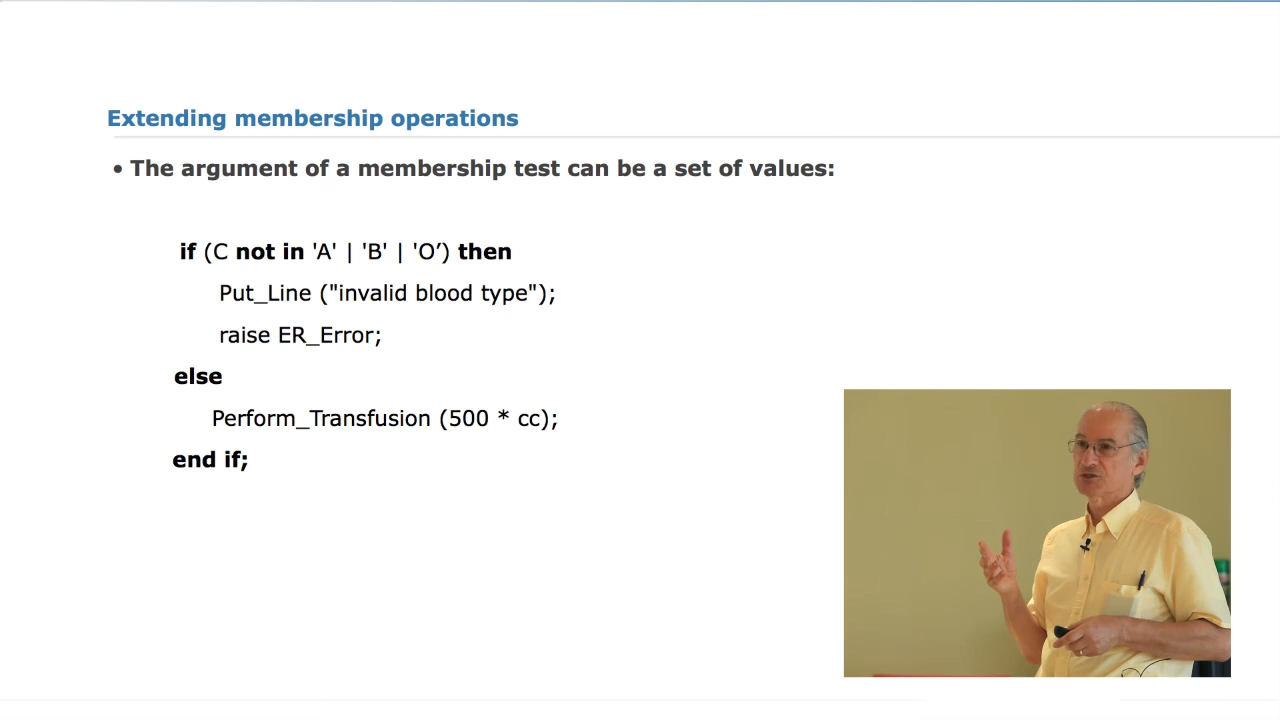 Extending membership operations
• The argument of a membership test can be a set of values:
if (C not in 'A' | 'B' | 'O’) then
Put_Line ("invalid blood type");
raise ER_Error;
else
Perform_Transfusion (500 * cc);
end if;